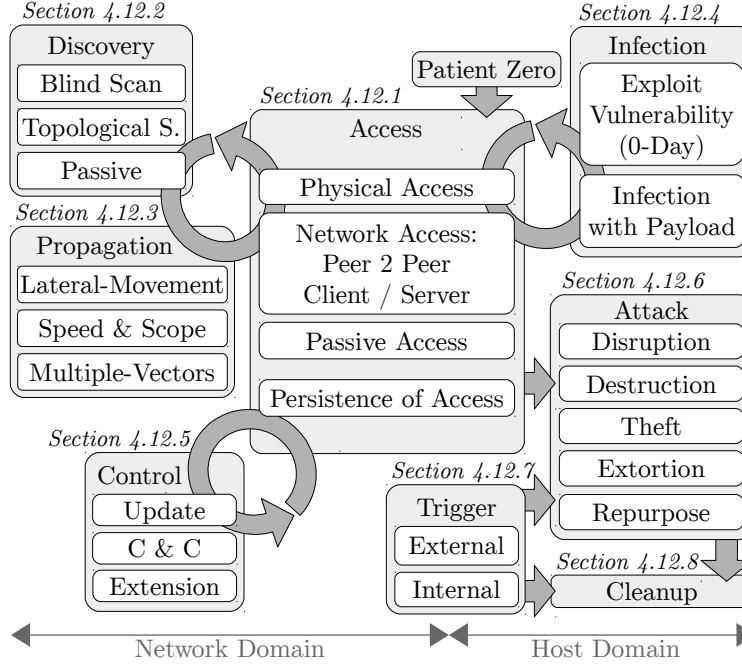 Section 4.12.2
Discovery
Blind Scan
Topological S.
Passive
Section 4.12.3
Propagation
Lateral-Movement
Speed & Scope
Multiple-Vectors
Patient Zero
Section 4.12.1
Access
Physical Access
Network Access:
Peer 2 Peer
Client / Server
Passive Access
Persistence of Access
Section 4.12.4
Infection
Exploit
Vulnerability
(0-Day)
Infection
with Payload
Section 4.12.5
Control
Update
C & C
Extension
Section 4.12.6
Attack
Disruption
Destruction
Theft
Extortion
Repurpose
Section 4.12.7
Trigger
External
Internal
Section 4.12.8
Cleanup
Network Domain
Host Domain